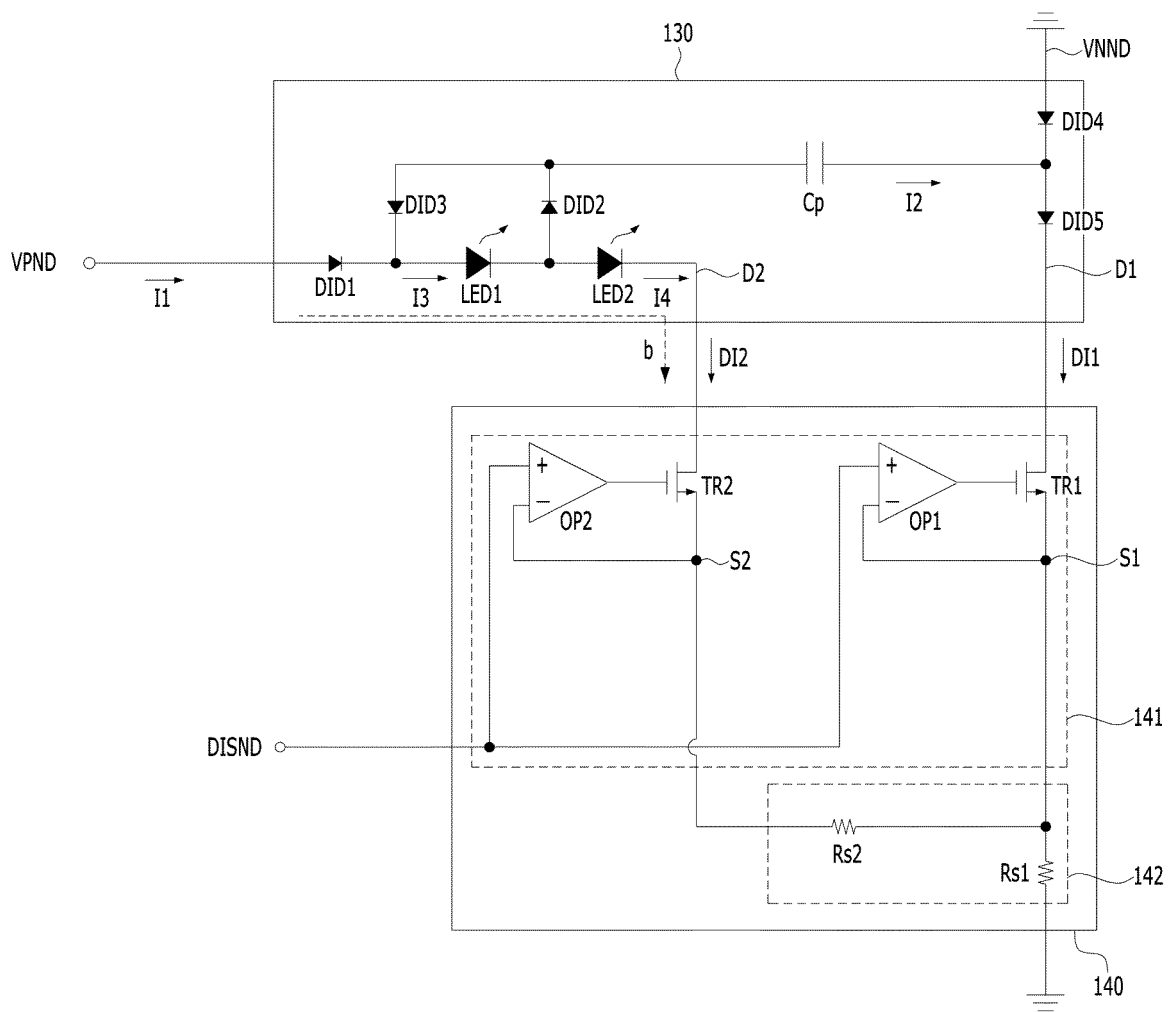 130
VNND
DID4
DID3
DID2
Cp
I2
DID5
VPND
I1
DID1
I3
LED1
LED2
I4
D2
D1
b
DI2
DI1
+
−
OP2
TR2
+
−
OP1
TR1
S2
S1
141
DISND
Rs2
Rs1
142
140